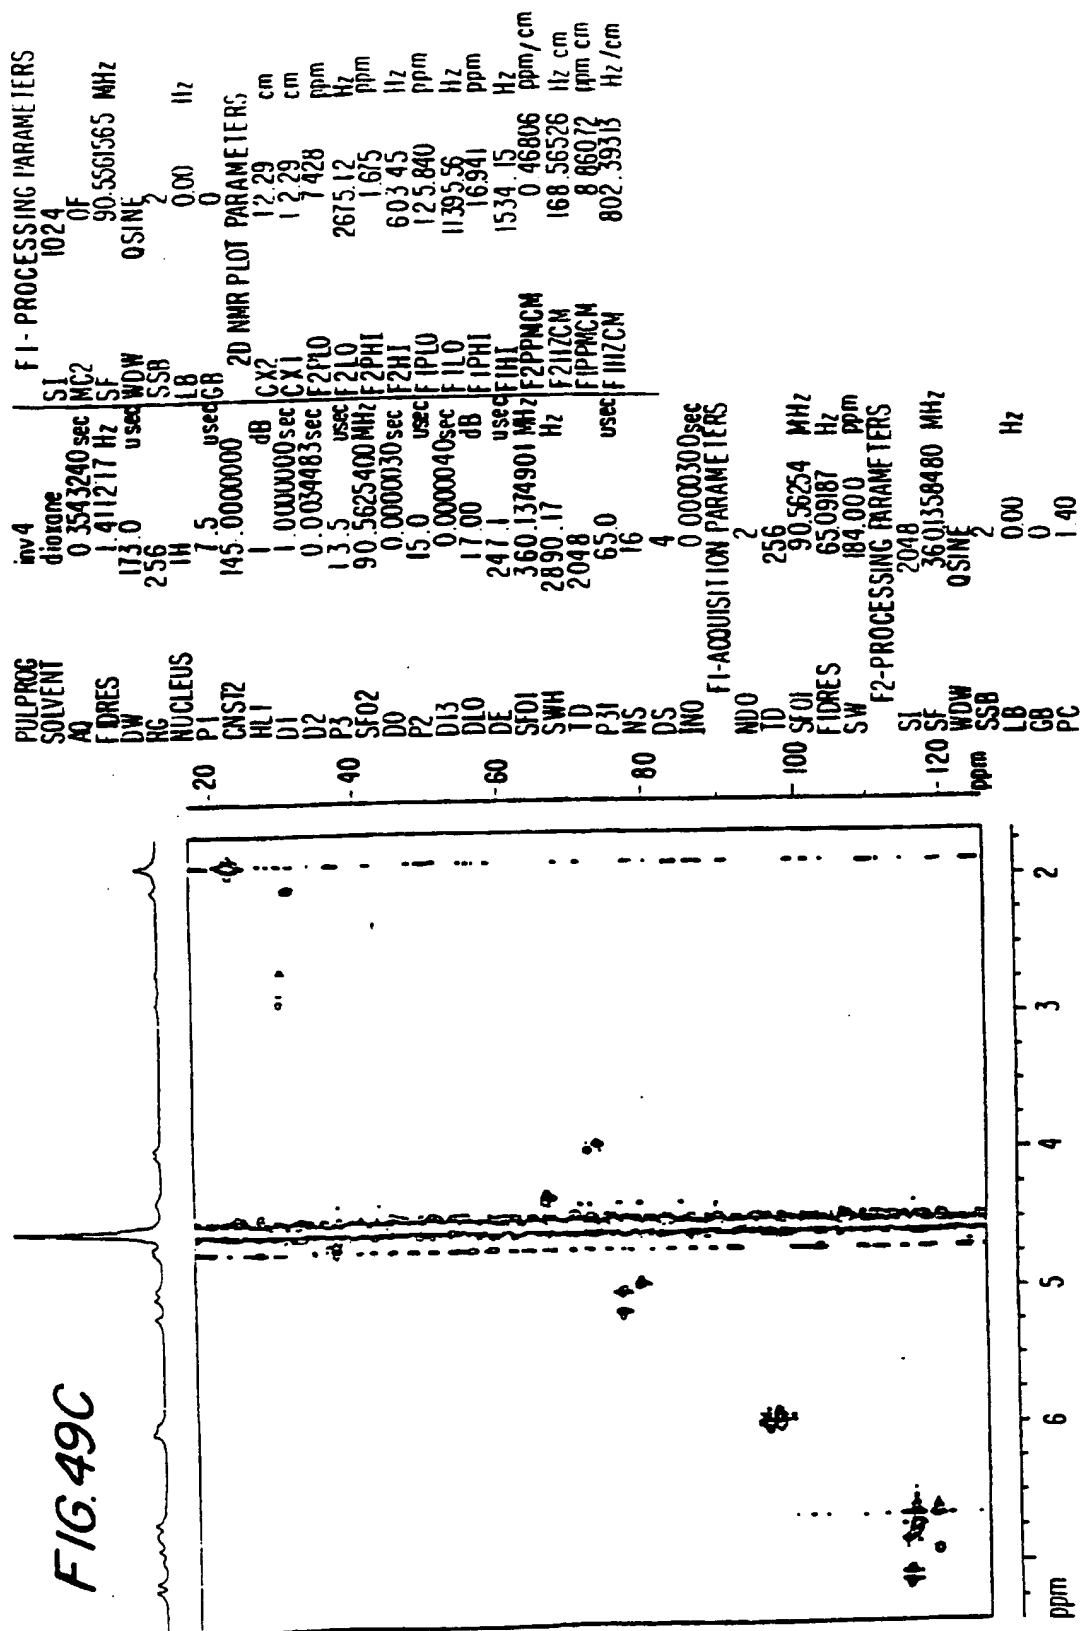 FIG. 49C
PULPROG inv4
SOLVENT dioxane
AQ 0.3543240 sec
FIDRES 1.411217 Hz
DW 173.0 usec
RG 256
NUCLEUS 1H
P1 7.5 usec
CNST2 145.0000000
HL1 1 dB
D1 1.0000000 sec
D2 0.0034483 sec
P3 13.5 usec
SFO2 90.5625400 MHz
D0 0.0000030 sec
P2 15.0 usec
D13 0.0000040 sec
DLO 17.00 dB
DE 247.1 usec
SFO1 360.1374901 MHz
SWH 2890.17 Hz
TD 2048
P31 65.0 usec
NS 16
DS 4
INO 0.0000300 sec
F1-ACQUISITION PARAMETERS
NDO 2
TD 256
SFO1 90.56254 MHz
FIDRES 65.09187 Hz
SW 184.000 ppm
F2-PROCESSING PARAMETERS
SI 2048
SF 360.1358480 MHz
WDW QSINE
SSB 2
LB 0.00 Hz
GB 0
PC 1.40
F1- PROCESSING PARAMETERS
SI 1024
MC2 QF
SF 90.5561565 MHz
WDW QSINE
SSB 2
LB 0.00 Hz
GB 0
2D NMR PLOT PARAMETERS
CX2 12.29 cm
CX1 12.29 cm
F2PLO 7.428 ppm
F2LO 2675.12 Hz
F2PHI 1.675 ppm
F2HI 603.45 Hz
F1PLO 125.840 ppm
F1LO 11395.56 Hz
F1PHI 16.941 ppm
F1HI 1534.15 Hz
F2PPMCM 0.46806 ppm/cm
F2HZCM 168.56526 Hz cm
F1PPMCM 8.86072 ppm cm
F1HZCM 802.39313 Hz/cm
20
40
60
80
100
120
ppm
ppm 6 5 4 3 2